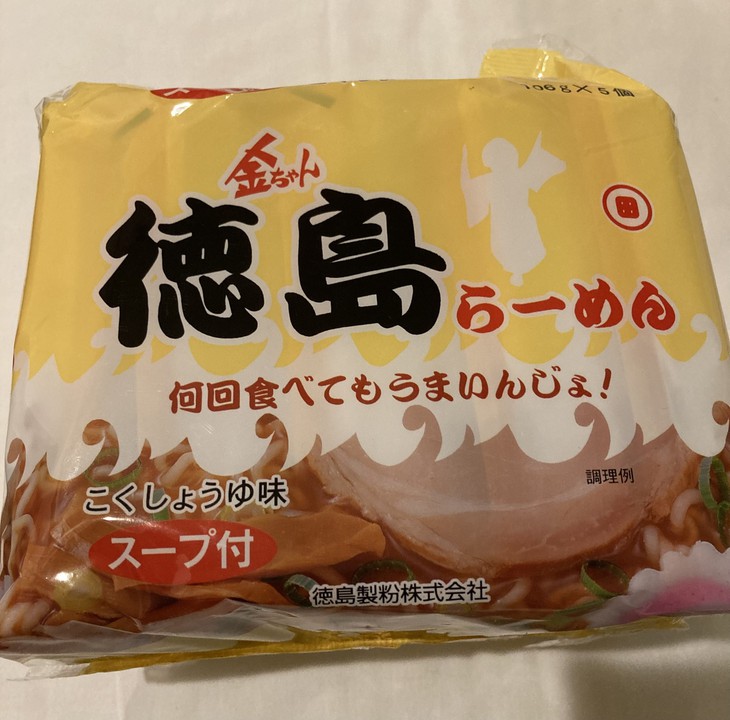 106g×5個
金ちゃん
徳島
らーめん
何回食べてもうまいんじょ!
こくしょうゆ味
スープ付
調理例
徳島製粉株式会社